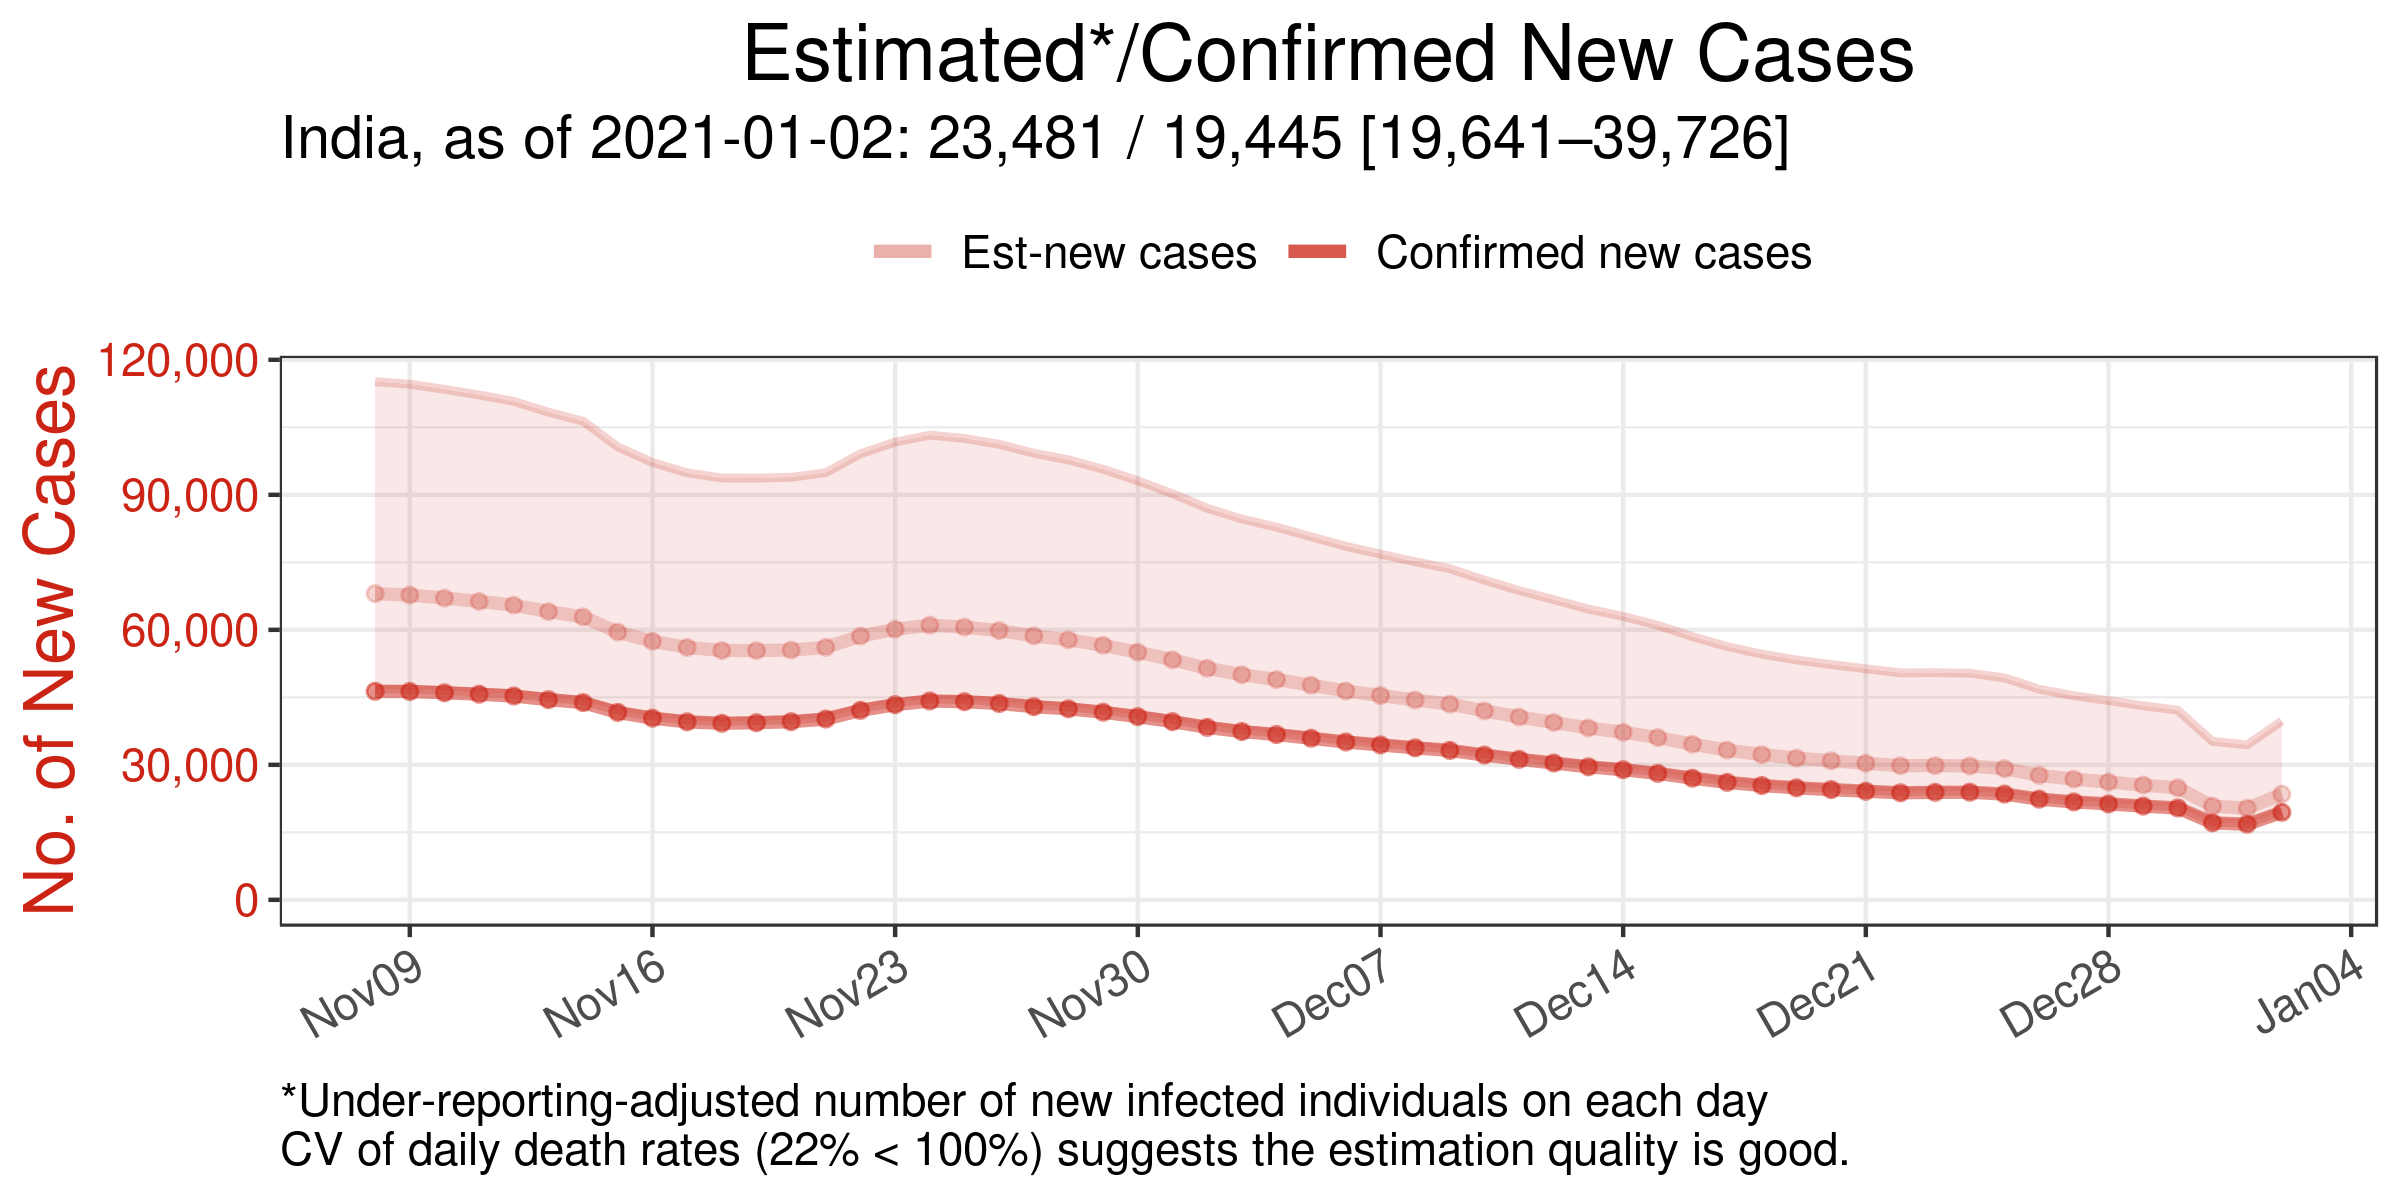 Estimated*/Confirmed New Cases
India, as of 2021-01-02: 23,481 / 19,445 [19,641–39,726]
Est-new cases
Confirmed new cases
No. of New Cases
120,000
90,000
60,000
30,000
0
Nov09
Nov16
Nov23
Nov30
Dec07
Dec14
Dec21
Dec28
Jan04
*Under-reporting-adjusted number of new infected individuals on each day
CV of daily death rates (22% < 100%) suggests the estimation quality is good.